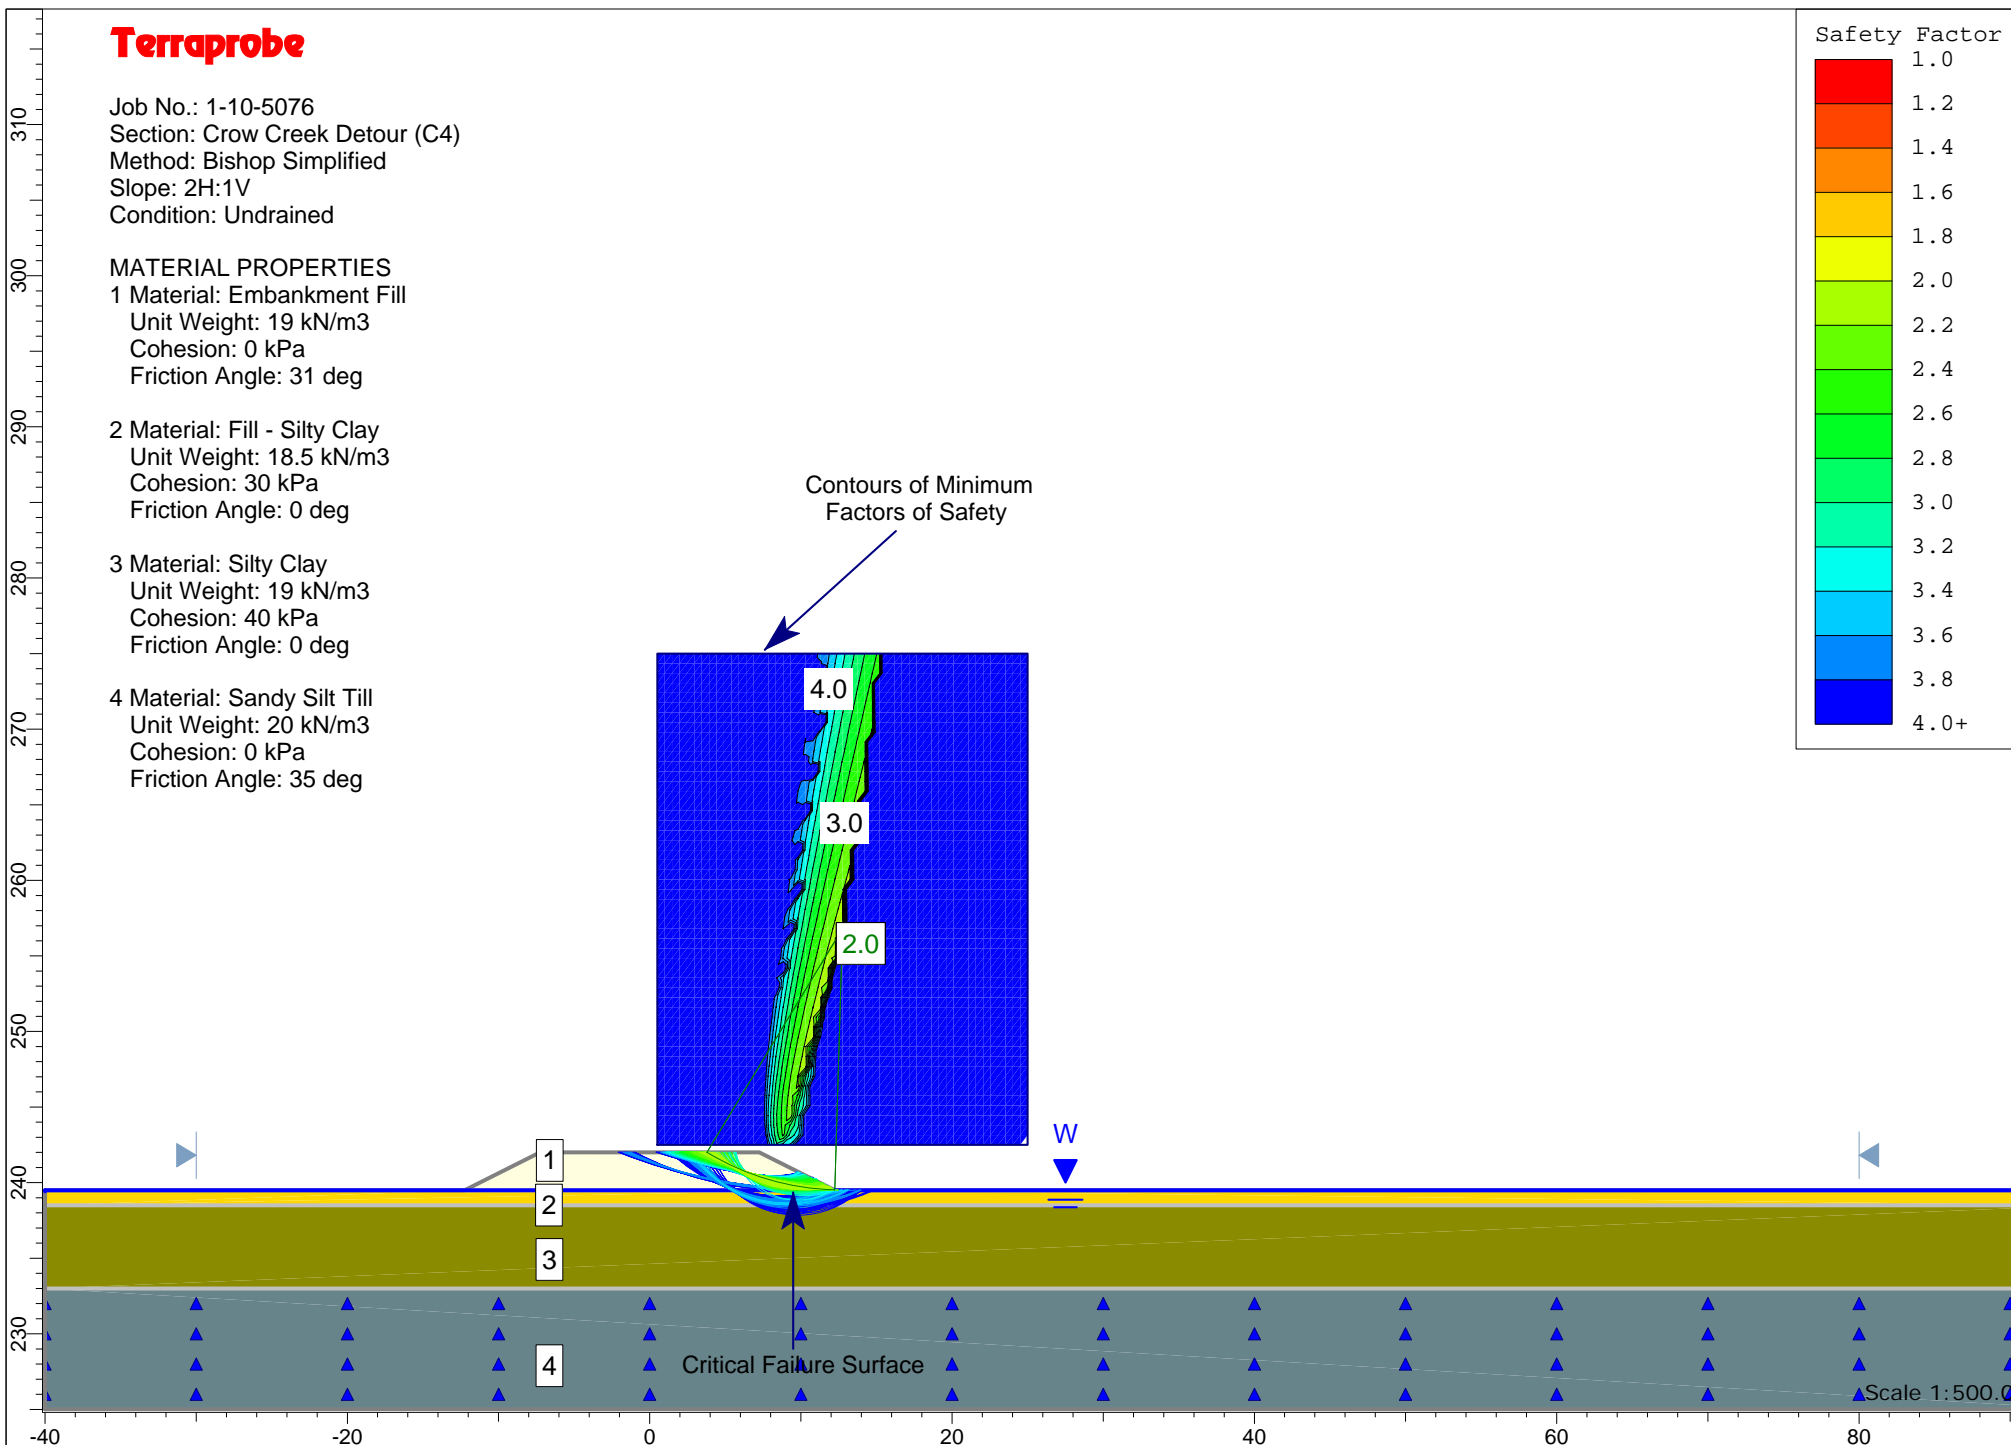 Terraprobe
Job No.: 1-10-5076
Section: Crow Creek Detour (C4)
Method: Bishop Simplified
Slope: 2H:1V
Condition: Undrained
MATERIAL PROPERTIES
1 Material: Embankment Fill
Unit Weight: 19 kN/m3
Cohesion: 0 kPa
Friction Angle: 31 deg
2 Material: Fill - Silty Clay
Unit Weight: 18.5 kN/m3
Cohesion: 30 kPa
Friction Angle: 0 deg
3 Material: Silty Clay
Unit Weight: 19 kN/m3
Cohesion: 40 kPa
Friction Angle: 0 deg
4 Material: Sandy Silt Till
Unit Weight: 20 kN/m3
Cohesion: 0 kPa
Friction Angle: 35 deg
Safety Factor
1.0
1.2
1.4
1.6
1.8
2.0
2.2
2.4
2.6
2.8
3.0
3.2
3.4
3.6
3.8
4.0+
Contours of Minimum
Factors of Safety
4.0
3.0
2.0
W
1
2
3
4
Critical Failure Surface
Scale 1:500.0
310
300
290
280
270
260
250
240
230
-40
-20
0
20
40
60
80